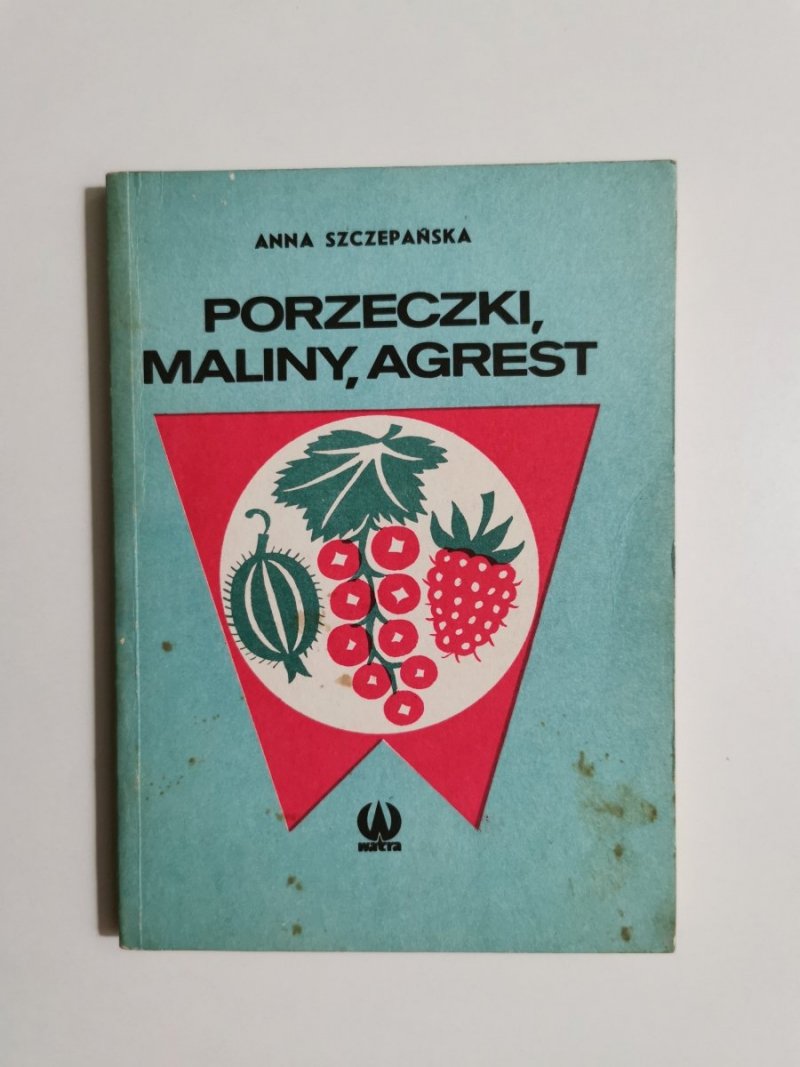 ANNA SZCZEPAŃSKA
PORZECZKI,
MALINY, AGREST
watra